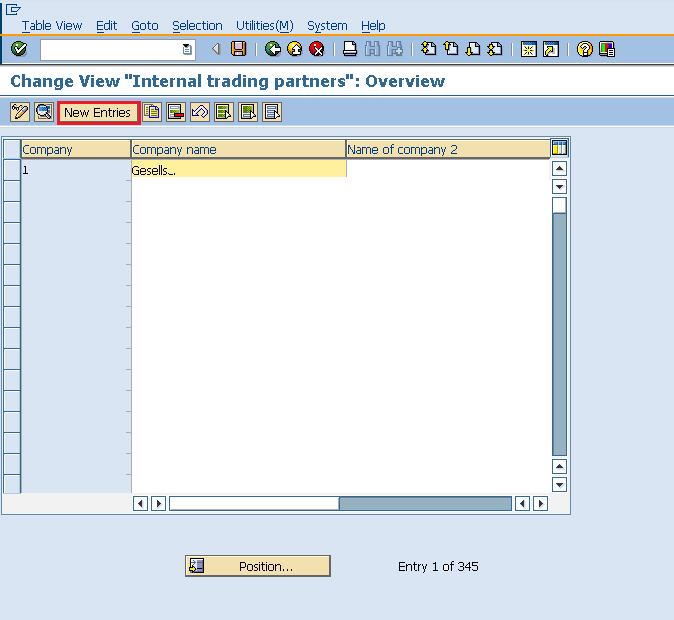 Table View Edit Goto Selection Utilities(M) System Help
Change View "Internal trading partners": Overview
New Entries
Company Company name Name of company 2
1 Gesells...
Position... Entry 1 of 345